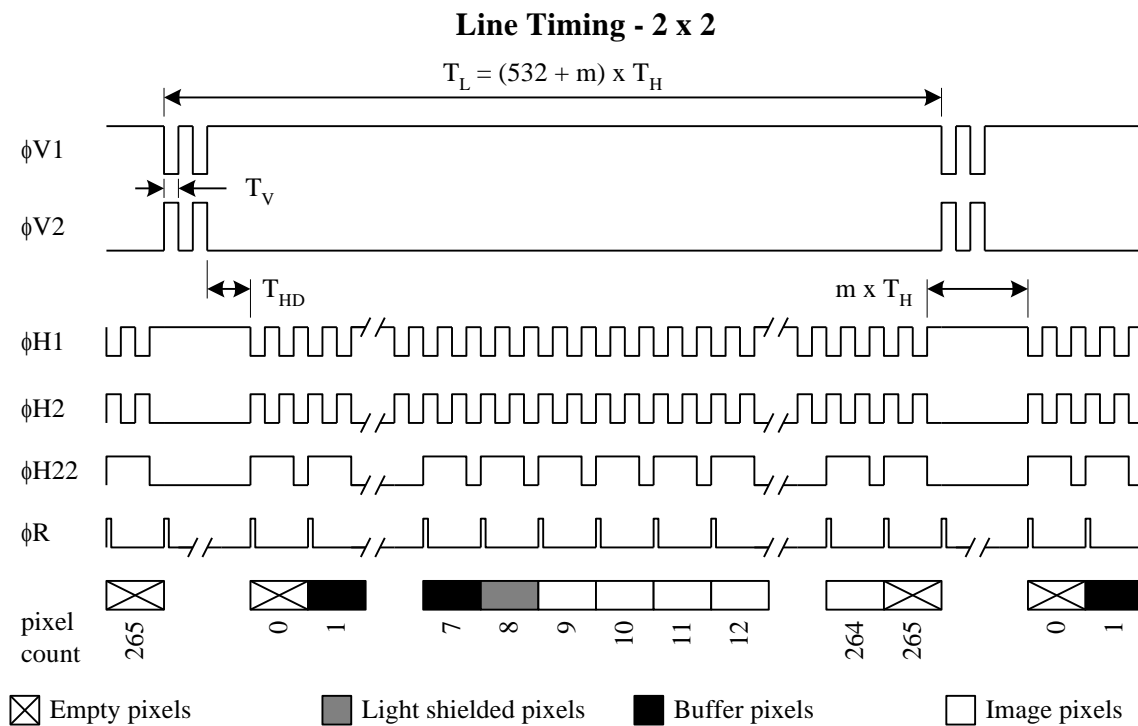 Line Timing - 2 x 2
T_L = (532 + m) x T_H
ϕV1
T_V
ϕV2
T_HD
m x T_H
ϕH1
ϕH2
ϕH22
ϕR
pixel count
265 0 1 7 8 9 10 11 12 264 265 0 1
Empty pixels Light shielded pixels Buffer pixels Image pixels